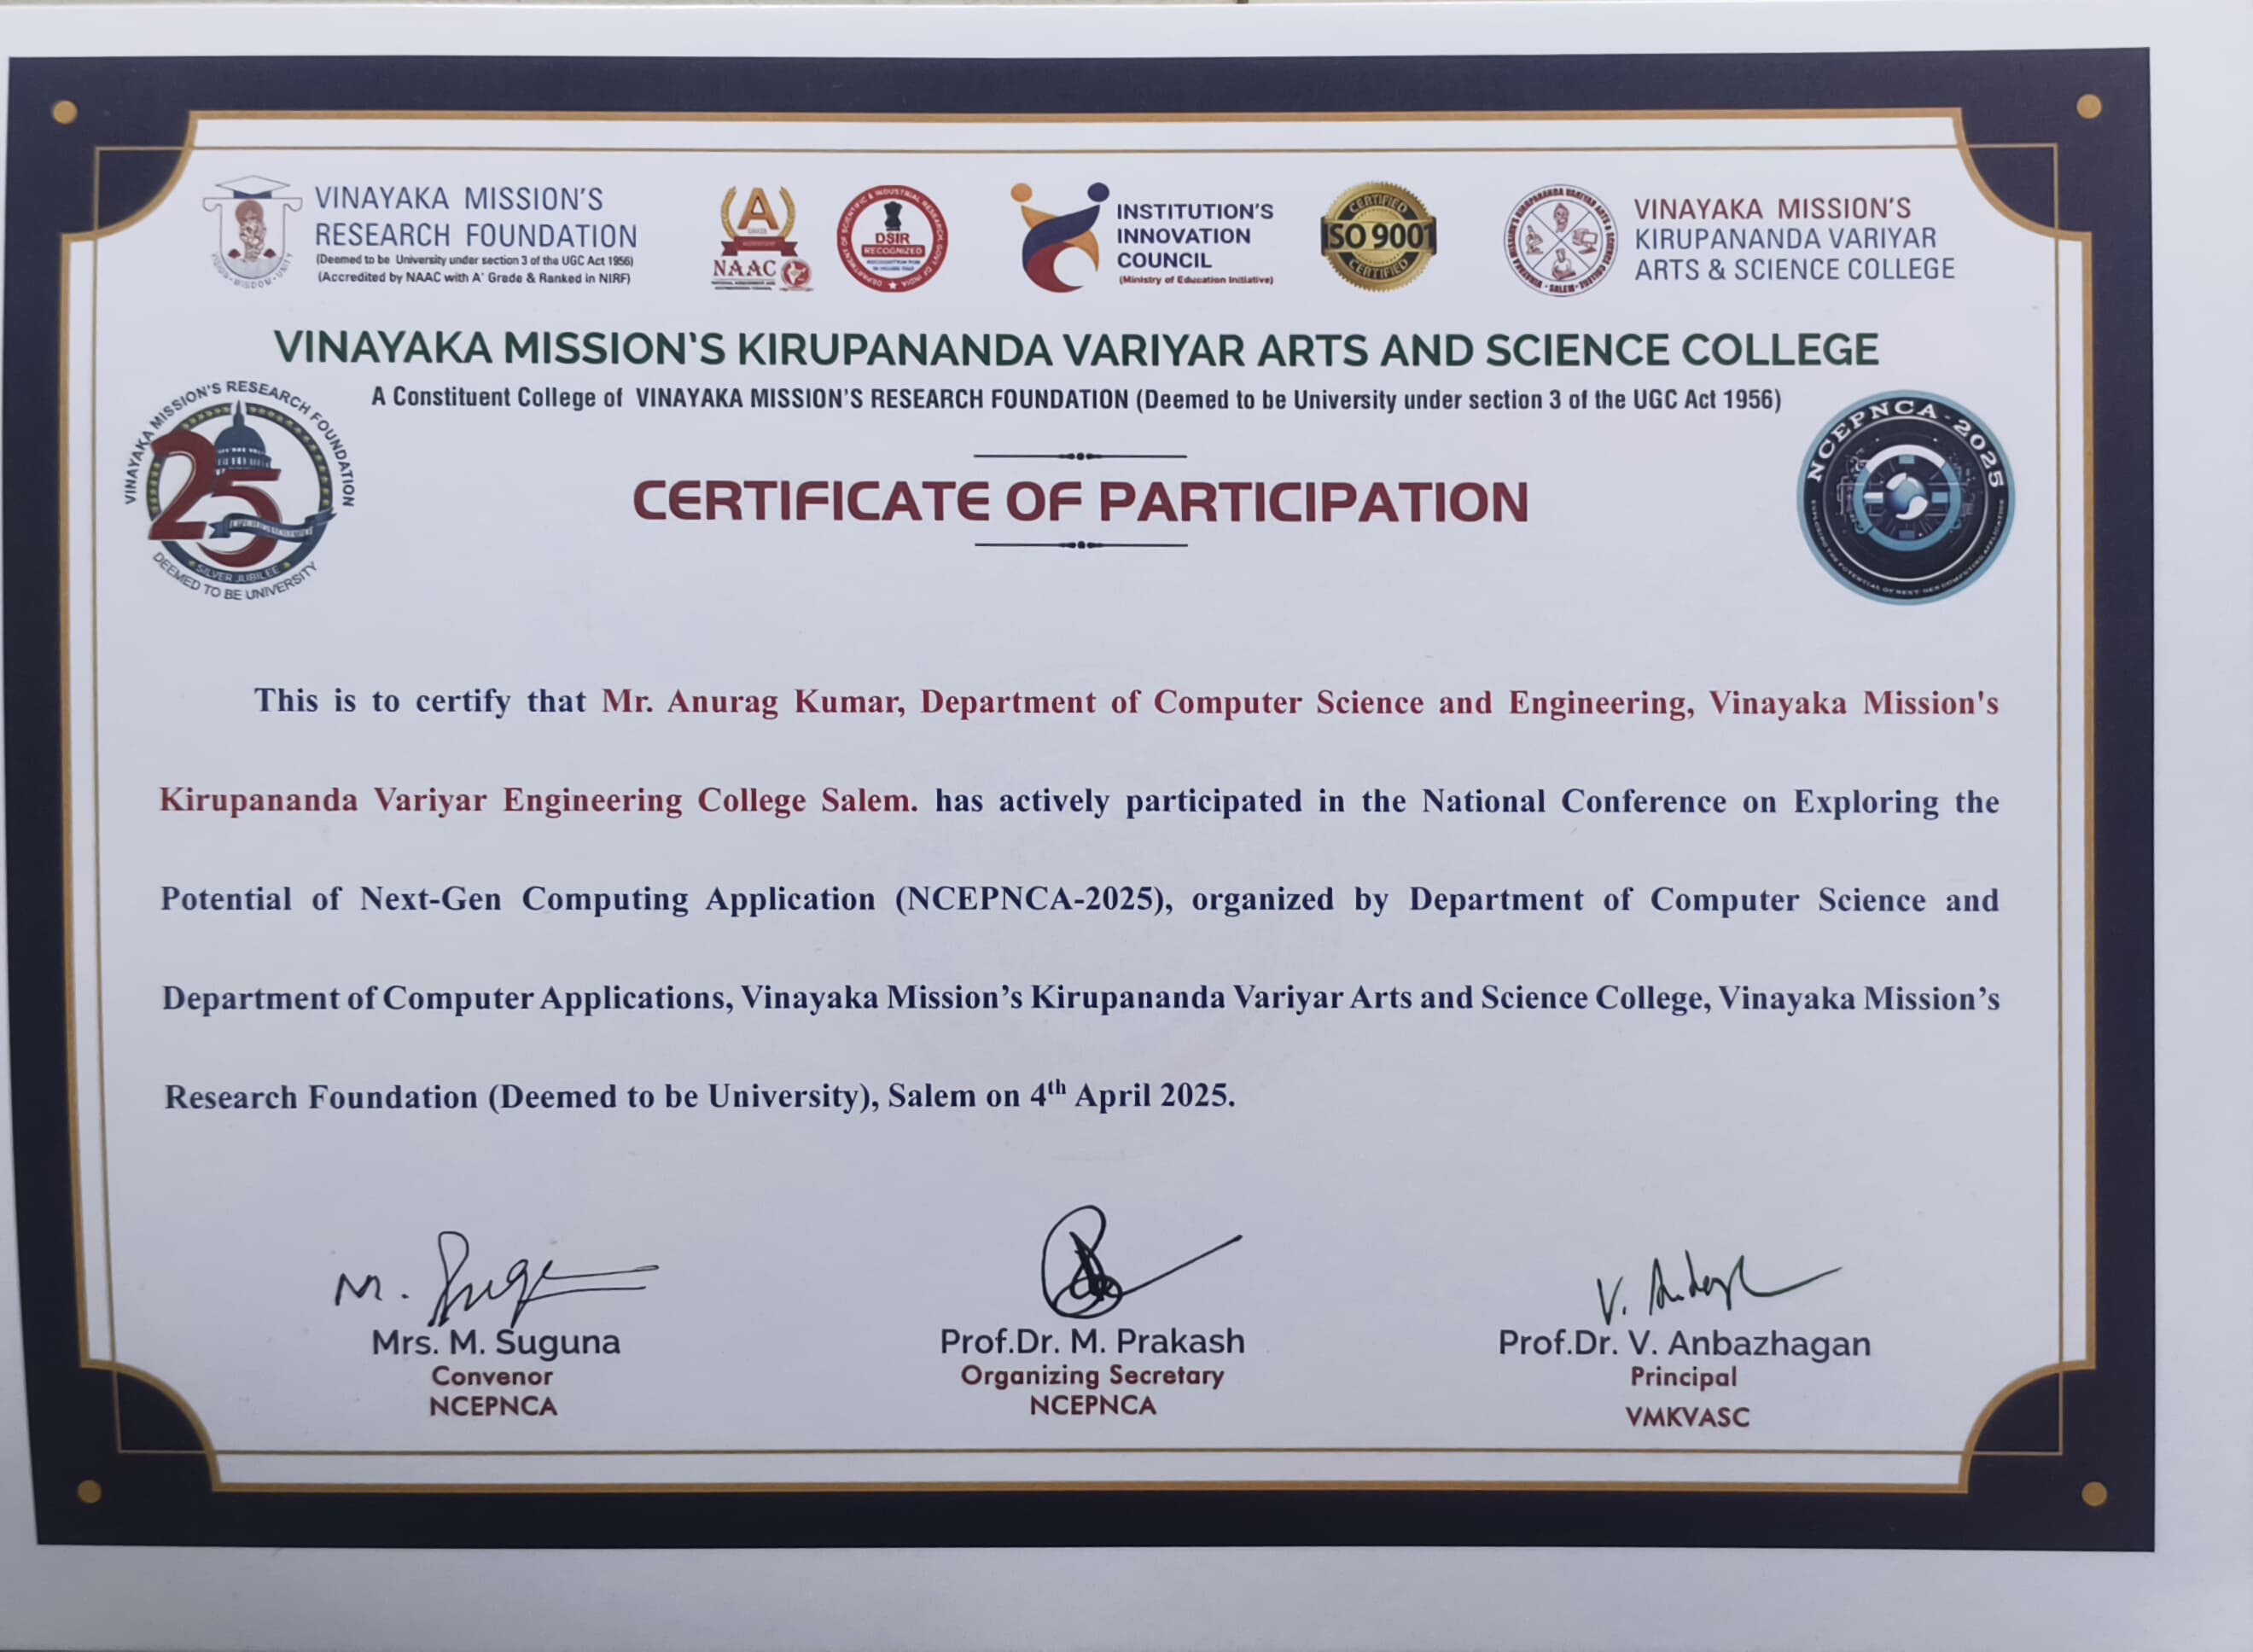 VINAYAKA MISSION'S
RESEARCH FOUNDATION
(Deemed to be University under section 3 of the UGC Act 1956)
(Accredited by NAAC with A' Grade & Ranked in NIRF)
A
NAAC
DSIR
RECOGNIZED
INSTITUTION'S
INNOVATION
COUNCIL
(Ministry of Education Initiative)
CERTIFIED
ISO 9001
CERTIFIED
VINAYAKA MISSION'S
KIRUPANANDA VARIYAR
ARTS & SCIENCE COLLEGE
VINAYAKA MISSION'S KIRUPANANDA VARIYAR ARTS AND SCIENCE COLLEGE
A Constituent College of VINAYAKA MISSION'S RESEARCH FOUNDATION (Deemed to be University under section 3 of the UGC Act 1956)
VINAYAKA MISSION'S RESEARCH FOUNDATION
25
SILVER JUBILEE
DEEMED TO BE UNIVERSITY
NCEPNCA-2025
CERTIFICATE OF PARTICIPATION
This is to certify that Mr. Anurag Kumar, Department of Computer Science and Engineering, Vinayaka Mission's
Kirupananda Variyar Engineering College Salem. has actively participated in the National Conference on Exploring the
Potential of Next-Gen Computing Application (NCEPNCA-2025), organized by Department of Computer Science and
Department of Computer Applications, Vinayaka Mission's Kirupananda Variyar Arts and Science College, Vinayaka Mission's
Research Foundation (Deemed to be University), Salem on 4th April 2025.
Mrs. M. Suguna
Convenor
NCEPNCA
Prof.Dr. M. Prakash
Organizing Secretary
NCEPNCA
Prof.Dr. V. Anbazhagan
Principal
VMKVASC